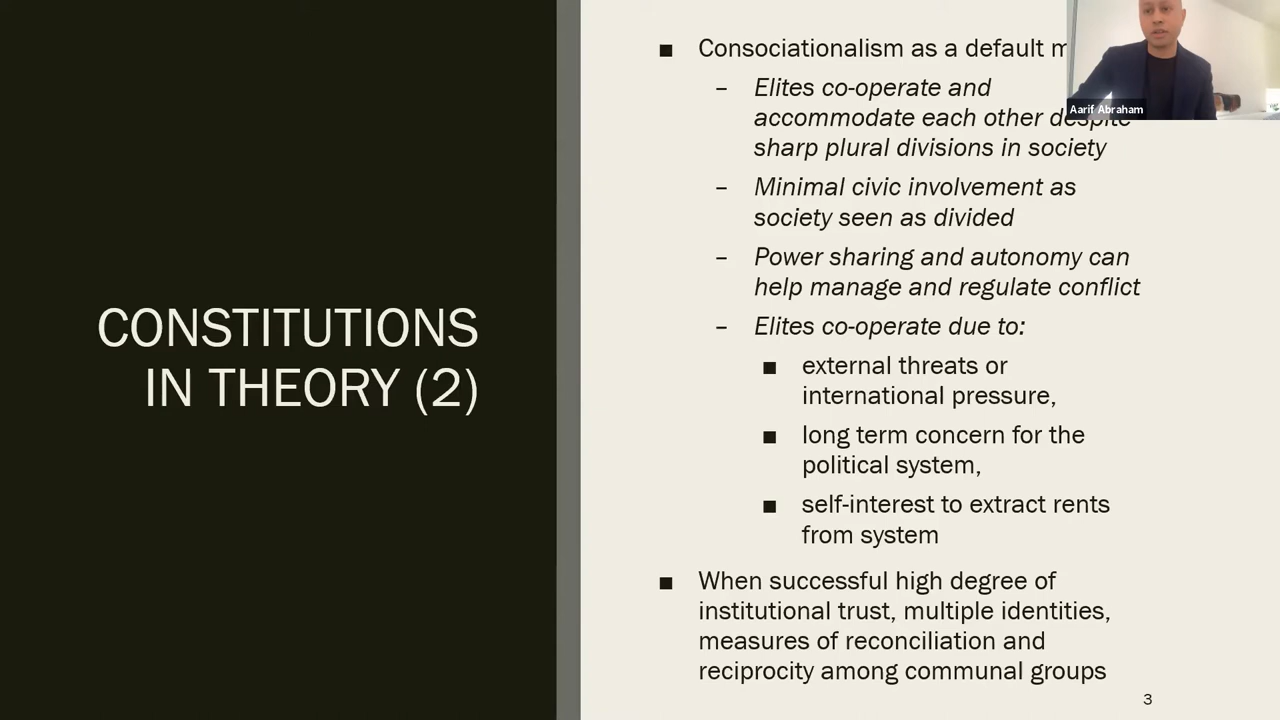 CONSTITUTIONS
IN THEORY (2)
■ Consociationalism as a default
– Elites co-operate and
accommodate each other despite
sharp plural divisions in society
– Minimal civic involvement as
society seen as divided
– Power sharing and autonomy can
help manage and regulate conflict
– Elites co-operate due to:
■ external threats or
international pressure,
■ long term concern for the
political system,
■ self-interest to extract rents
from system
■ When successful high degree of
institutional trust, multiple identities,
measures of reconciliation and
reciprocity among communal groups
3
Aarif Abraham